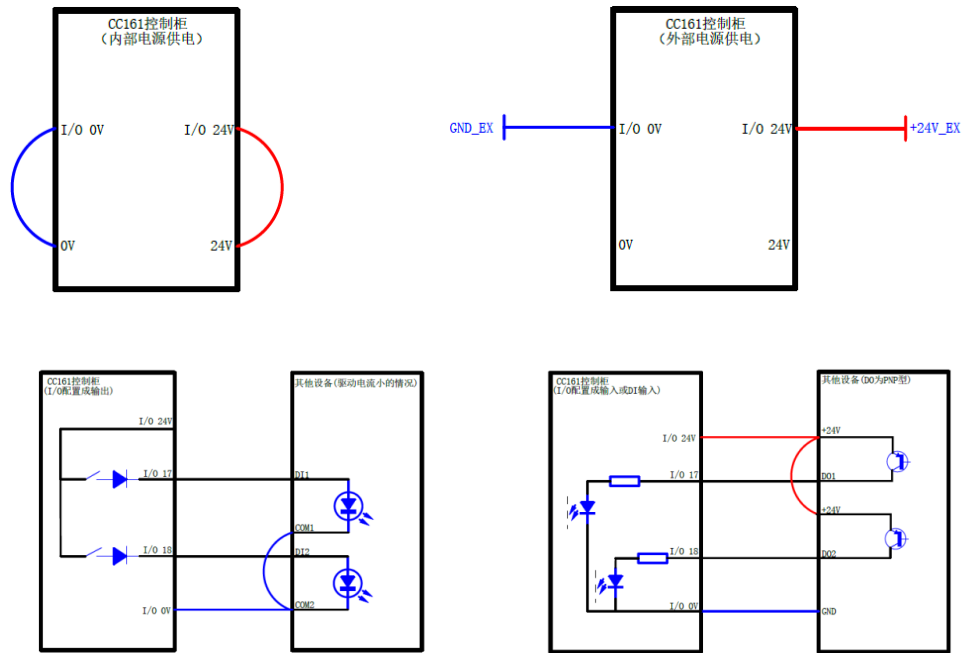 CC161控制柜
(内部电源供电)
I/O 0V
I/O 24V
0V
24V
CC161控制柜
(外部电源供电)
GND_EX
I/O 0V
I/O 24V
+24V_EX
0V
24V
CC161控制柜
(I/O配置成输出)
I/O 24V
I/O 17
I/O 18
I/O 0V
其他设备(驱动电流小的情况)
DI1
COM1
DI2
COM2
CC161控制柜
(I/O配置成输入或DI输入)
I/O 24V
I/O 17
I/O 18
I/O 0V
其他设备(DO为PNP型)
+24V
DO1
+24V
DO2
GND